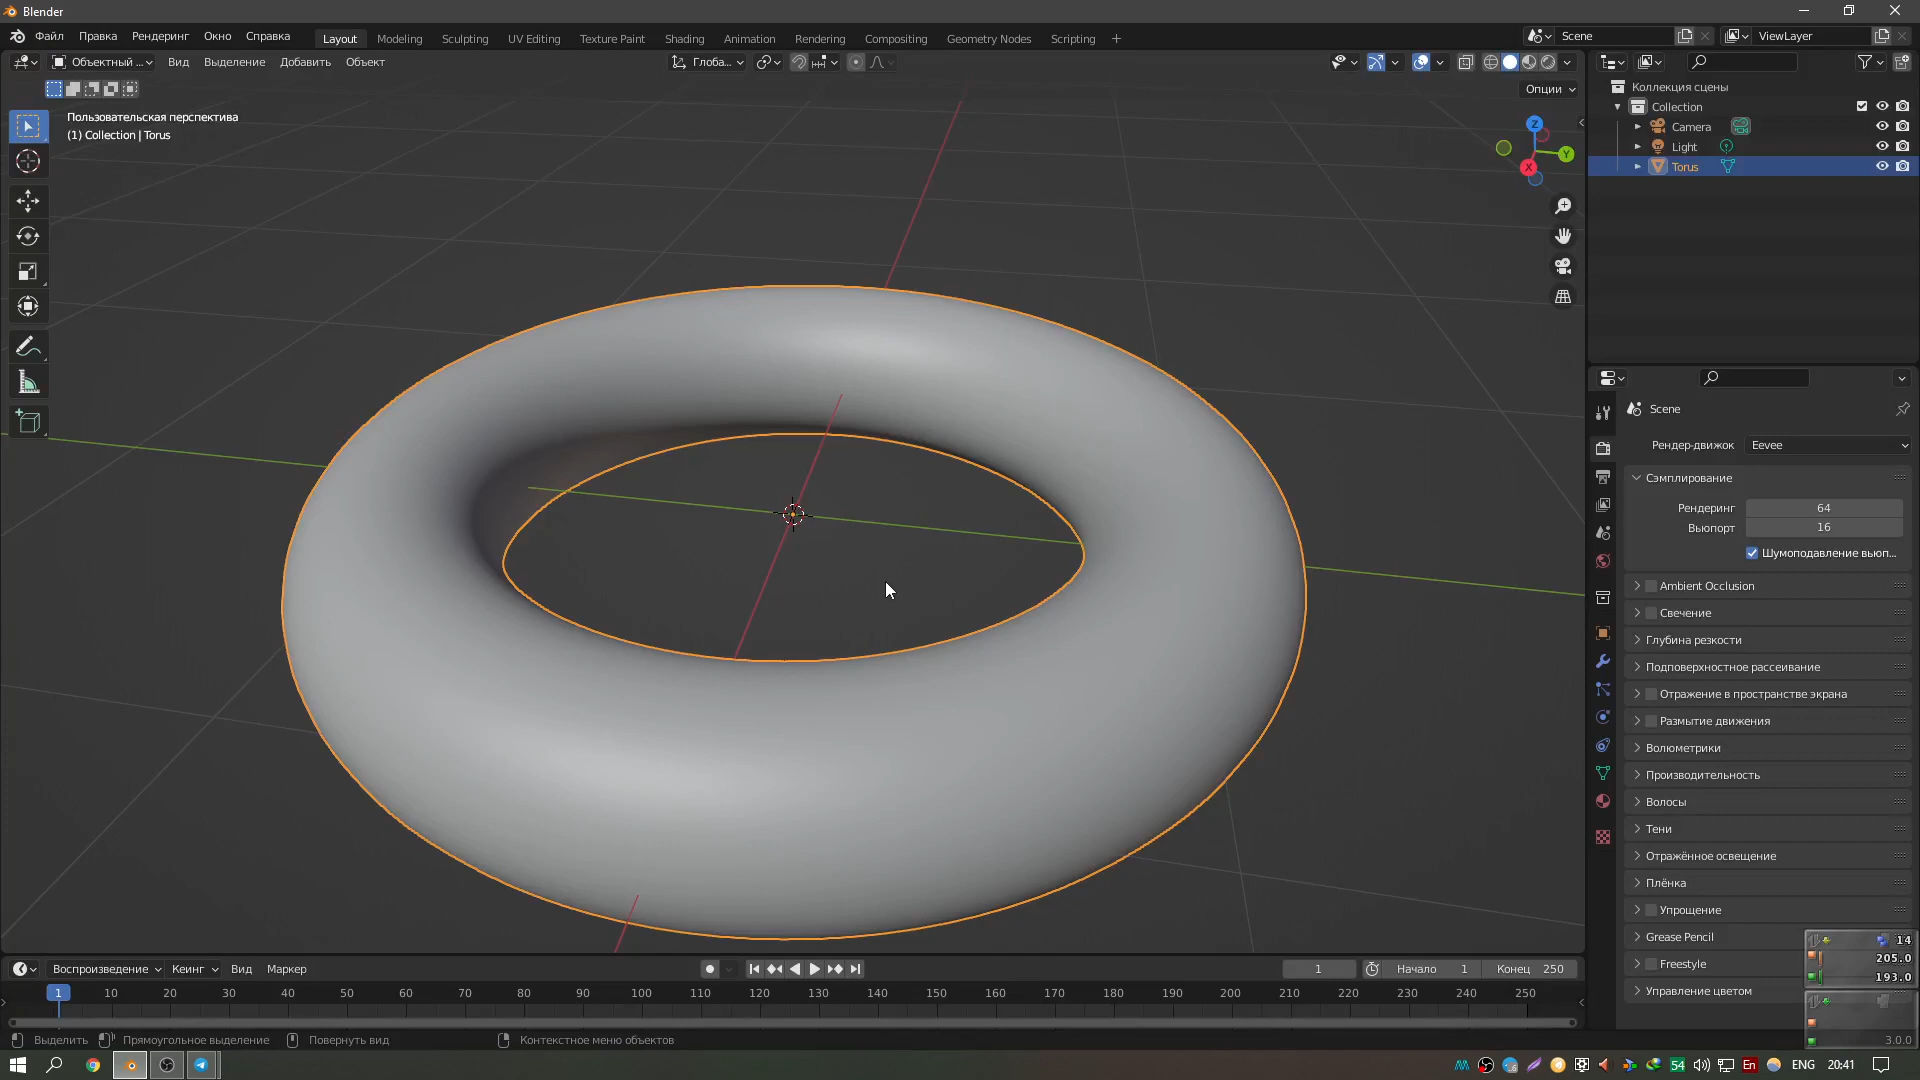 Blender
Файл Правка Рендеринг Окно Справка Layout Modeling Sculpting UV Editing Texture Paint Shading Animation Rendering Compositing Geometry Nodes Scripting + Scene ViewLayer
Объектный ... Вид Выделение Добавить Объект Глоба...
Опции
Пользовательская перспектива
(1) Collection | Torus
Z
Y
X
Коллекция сцены
Collection
Camera
Light
Torus
Scene
Рендер-движок Eevee
Сэмплирование
Рендеринг 64
Вьюпорт 16
Шумоподавление вьюп...
Ambient Occlusion
Свечение
Глубина резкости
Подповерхностное рассеивание
Отражение в пространстве экрана
Размытие движения
Волюметрики
Производительность
Волосы
Тени
Отражённое освещение
Плёнка
Упрощение
Grease Pencil
Freestyle
Управление цветом
14
205.0
193.0
Воспроизведение Кеинг Вид Маркер 1 Начало 1 Конец 250
1 10 20 30 40 50 60 70 80 90 100 110 120 130 140 150 160 170 180 190 200 210 220 230 240 250
Выделить Прямоугольное выделение Повернуть вид Контекстное меню объектов 3.0.0
54 En ENG 20:41